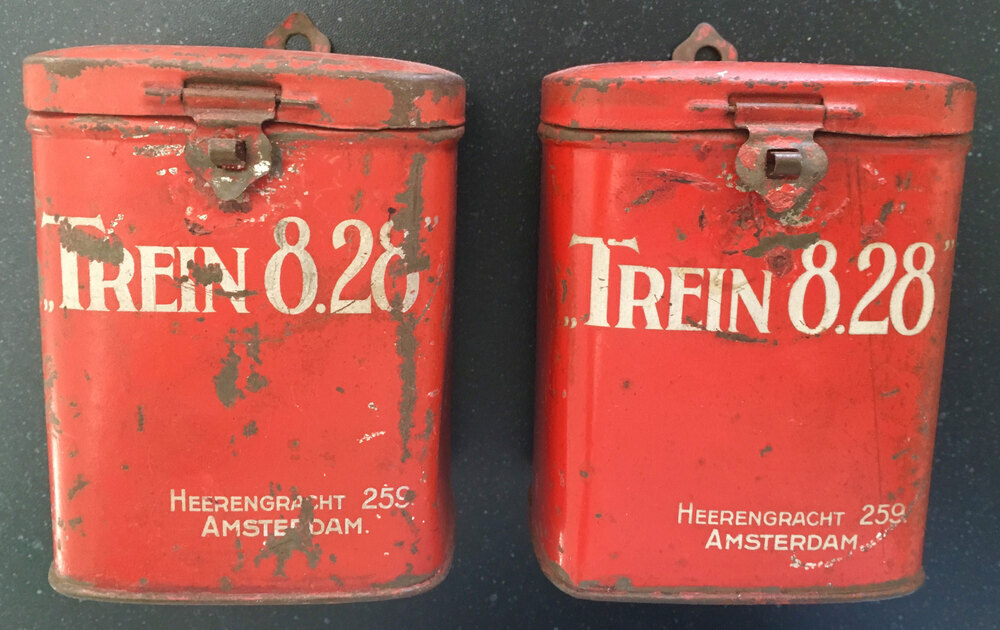 „TREIN 8.28”
HEERENGRACHT 259
AMSTERDAM.
„TREIN 8.28”
HEERENGRACHT 259
AMSTERDAM.